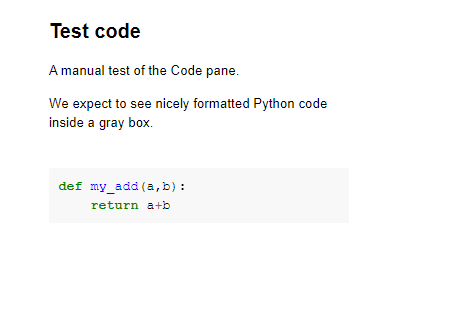 Test code
A manual test of the Code pane.
We expect to see nicely formatted Python code
inside a gray box.
def my_add(a,b):
    return a+b